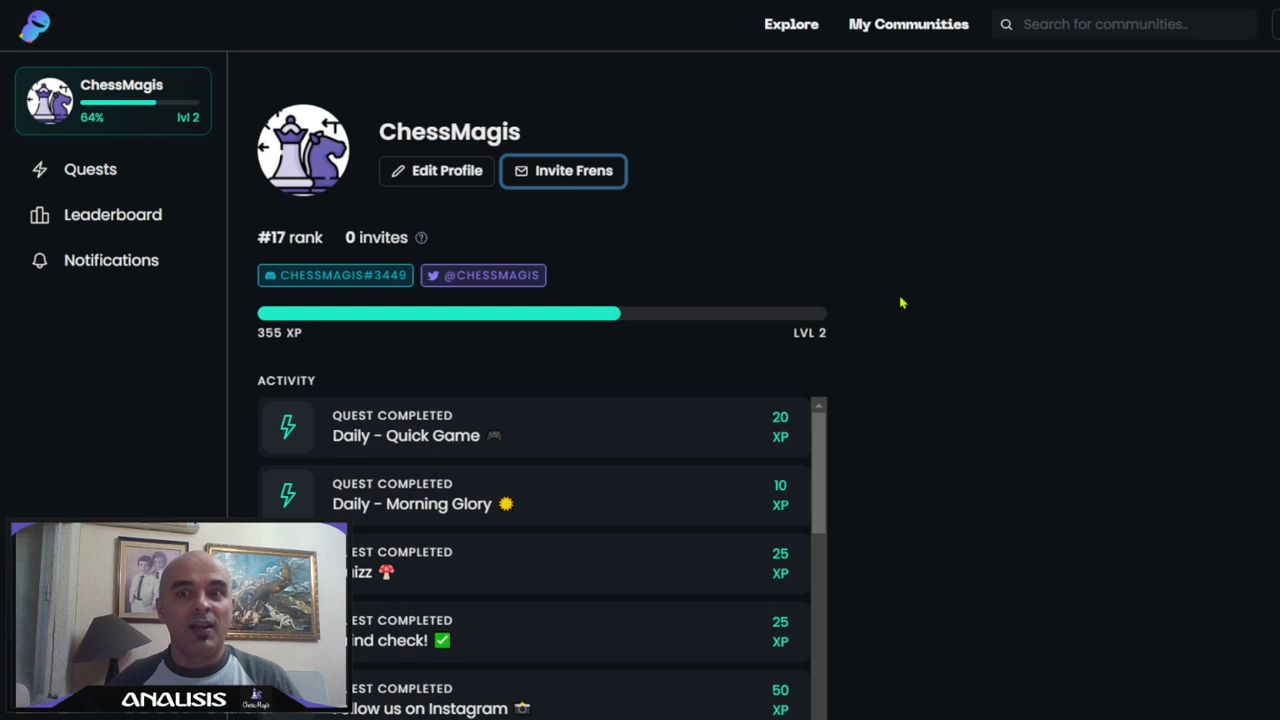 Explore
My Communities
Search for communities..
ChessMagis
64%
lvl 2
Quests
Leaderboard
Notifications
ChessMagis
Edit Profile
Invite Frens
#17 rank
0 invites
CHESSMAGIS#3449
@CHESSMAGIS
355 XP
LVL 2
ACTIVITY
QUEST COMPLETED
Daily - Quick Game 🎮
20
XP
QUEST COMPLETED
Daily - Morning Glory
10
XP
EST COMPLETED
uizz 🍄
25
XP
EST COMPLETED
ind check! ✅
25
XP
EST COMPLETED
ollow us on Instagram 📸
50
XP
ANALISIS
ChessMagis